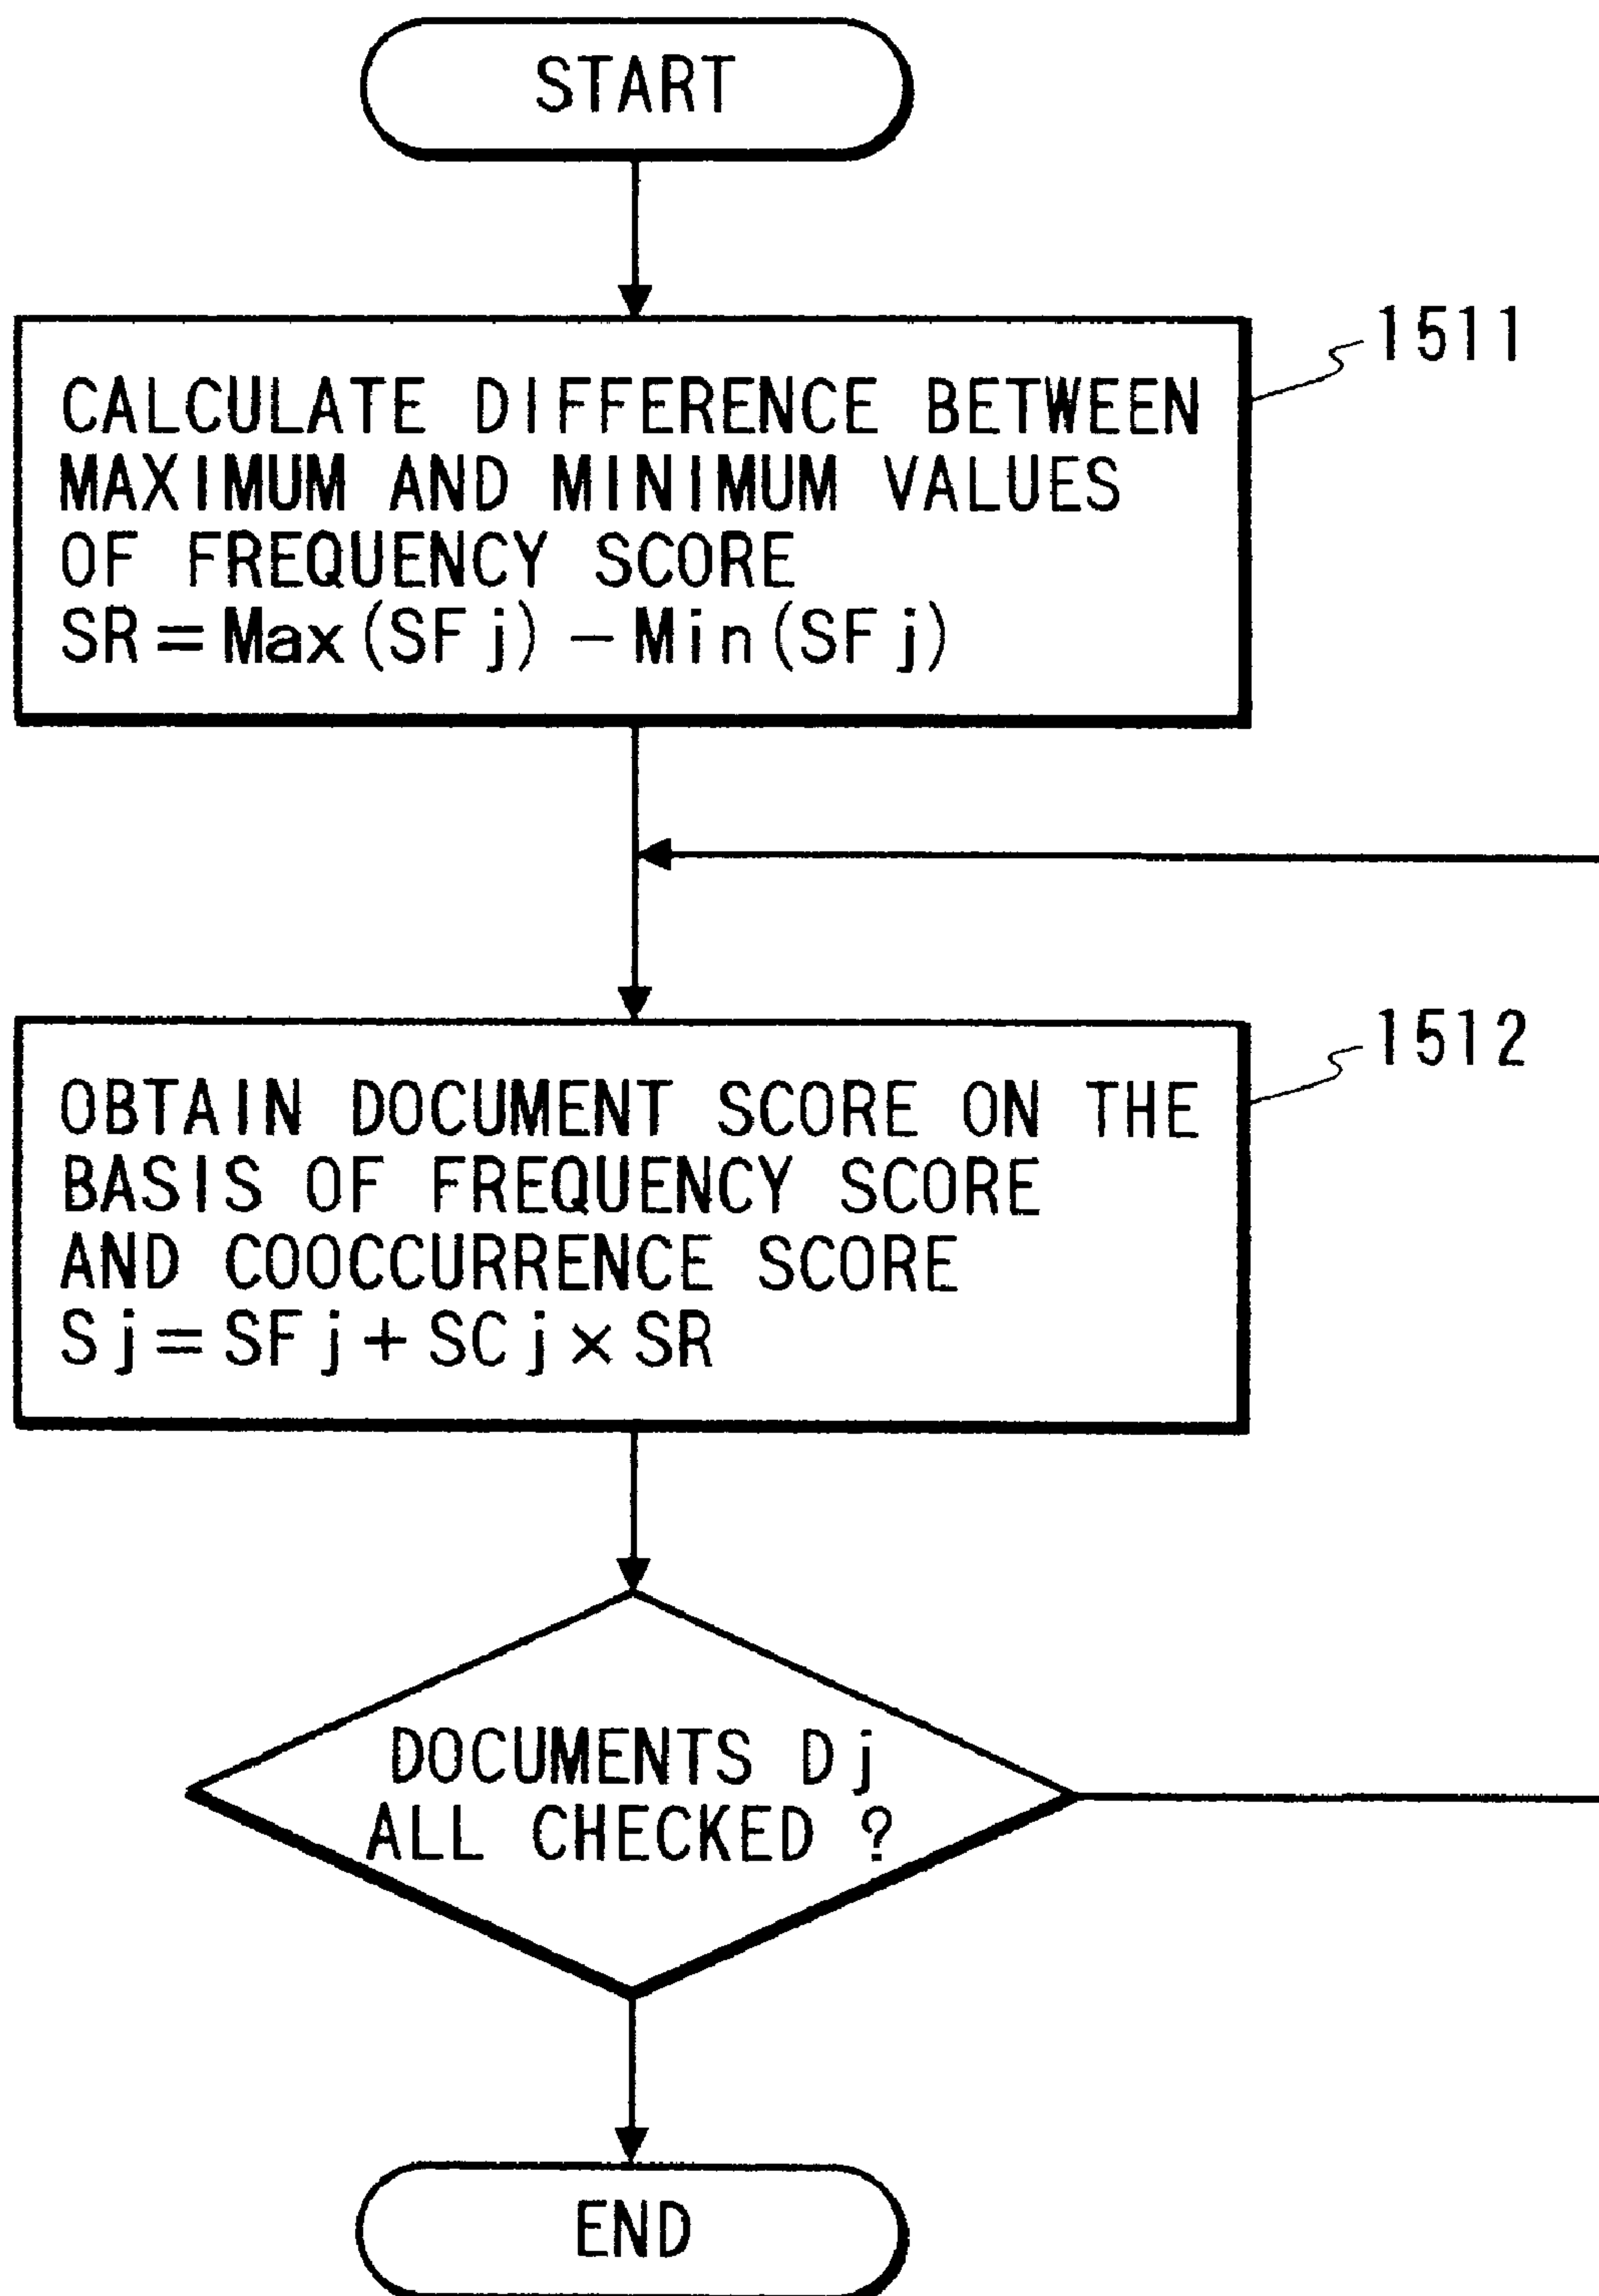 START
1511
CALCULATE DIFFERENCE BETWEEN
MAXIMUM AND MINIMUM VALUES
OF FREQUENCY SCORE
SR=Max(SFj)-Min(SFj)
1512
OBTAIN DOCUMENT SCORE ON THE
BASIS OF FREQUENCY SCORE
AND COOCCURRENCE SCORE
Sj=SFj+SCj×SR
DOCUMENTS Dj
ALL CHECKED ?
END